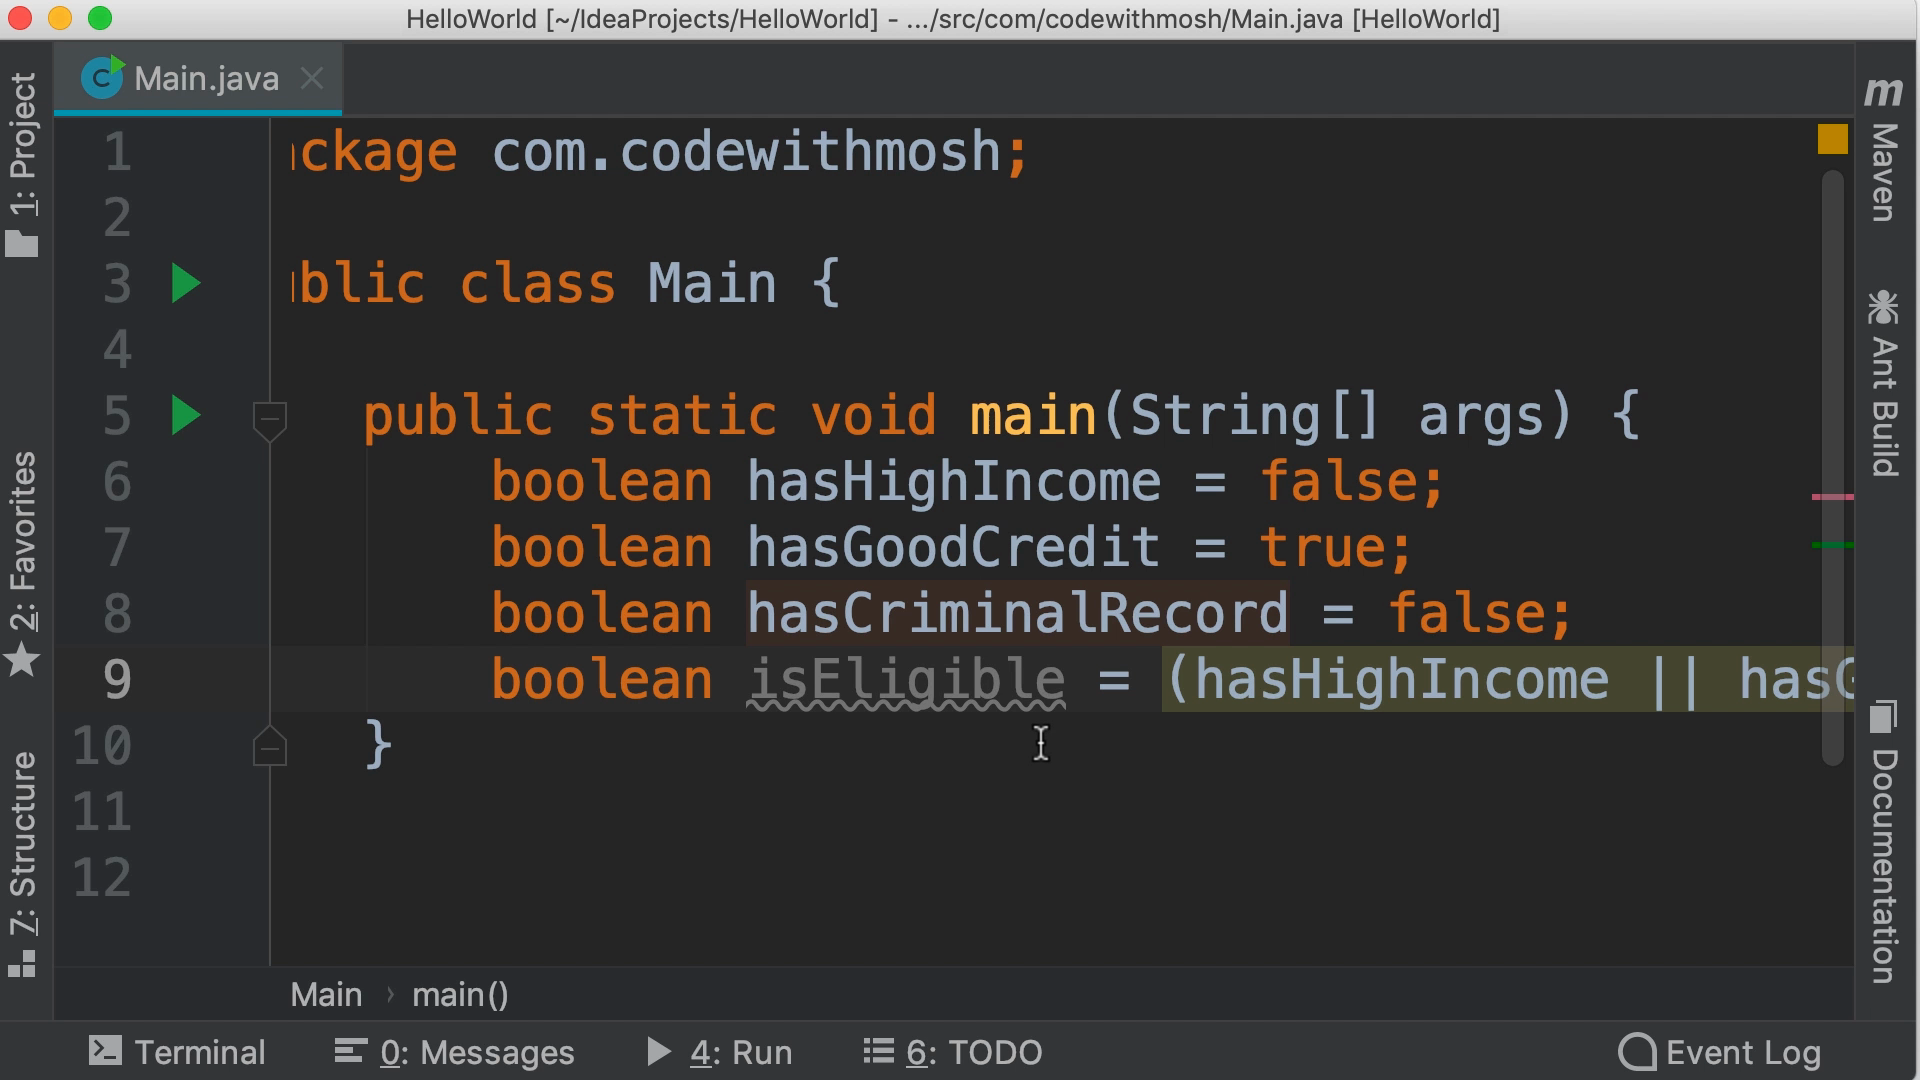 HelloWorld [~/IdeaProjects/HelloWorld] - .../src/com/codewithmosh/Main.java [HelloWorld]
Main.java
1: Project
2: Favorites
7: Structure
1 ckage com.codewithmosh;
2
3 blic class Main {
4
5 public static void main(String[] args) {
6 boolean hasHighIncome = false;
7 boolean hasGoodCredit = true;
8 boolean hasCriminalRecord = false;
9 boolean isEligible = (hasHighIncome || hasG
10 }
11
12
m Maven
Ant Build
Documentation
Main › main()
Terminal
0: Messages
4: Run
6: TODO
Event Log